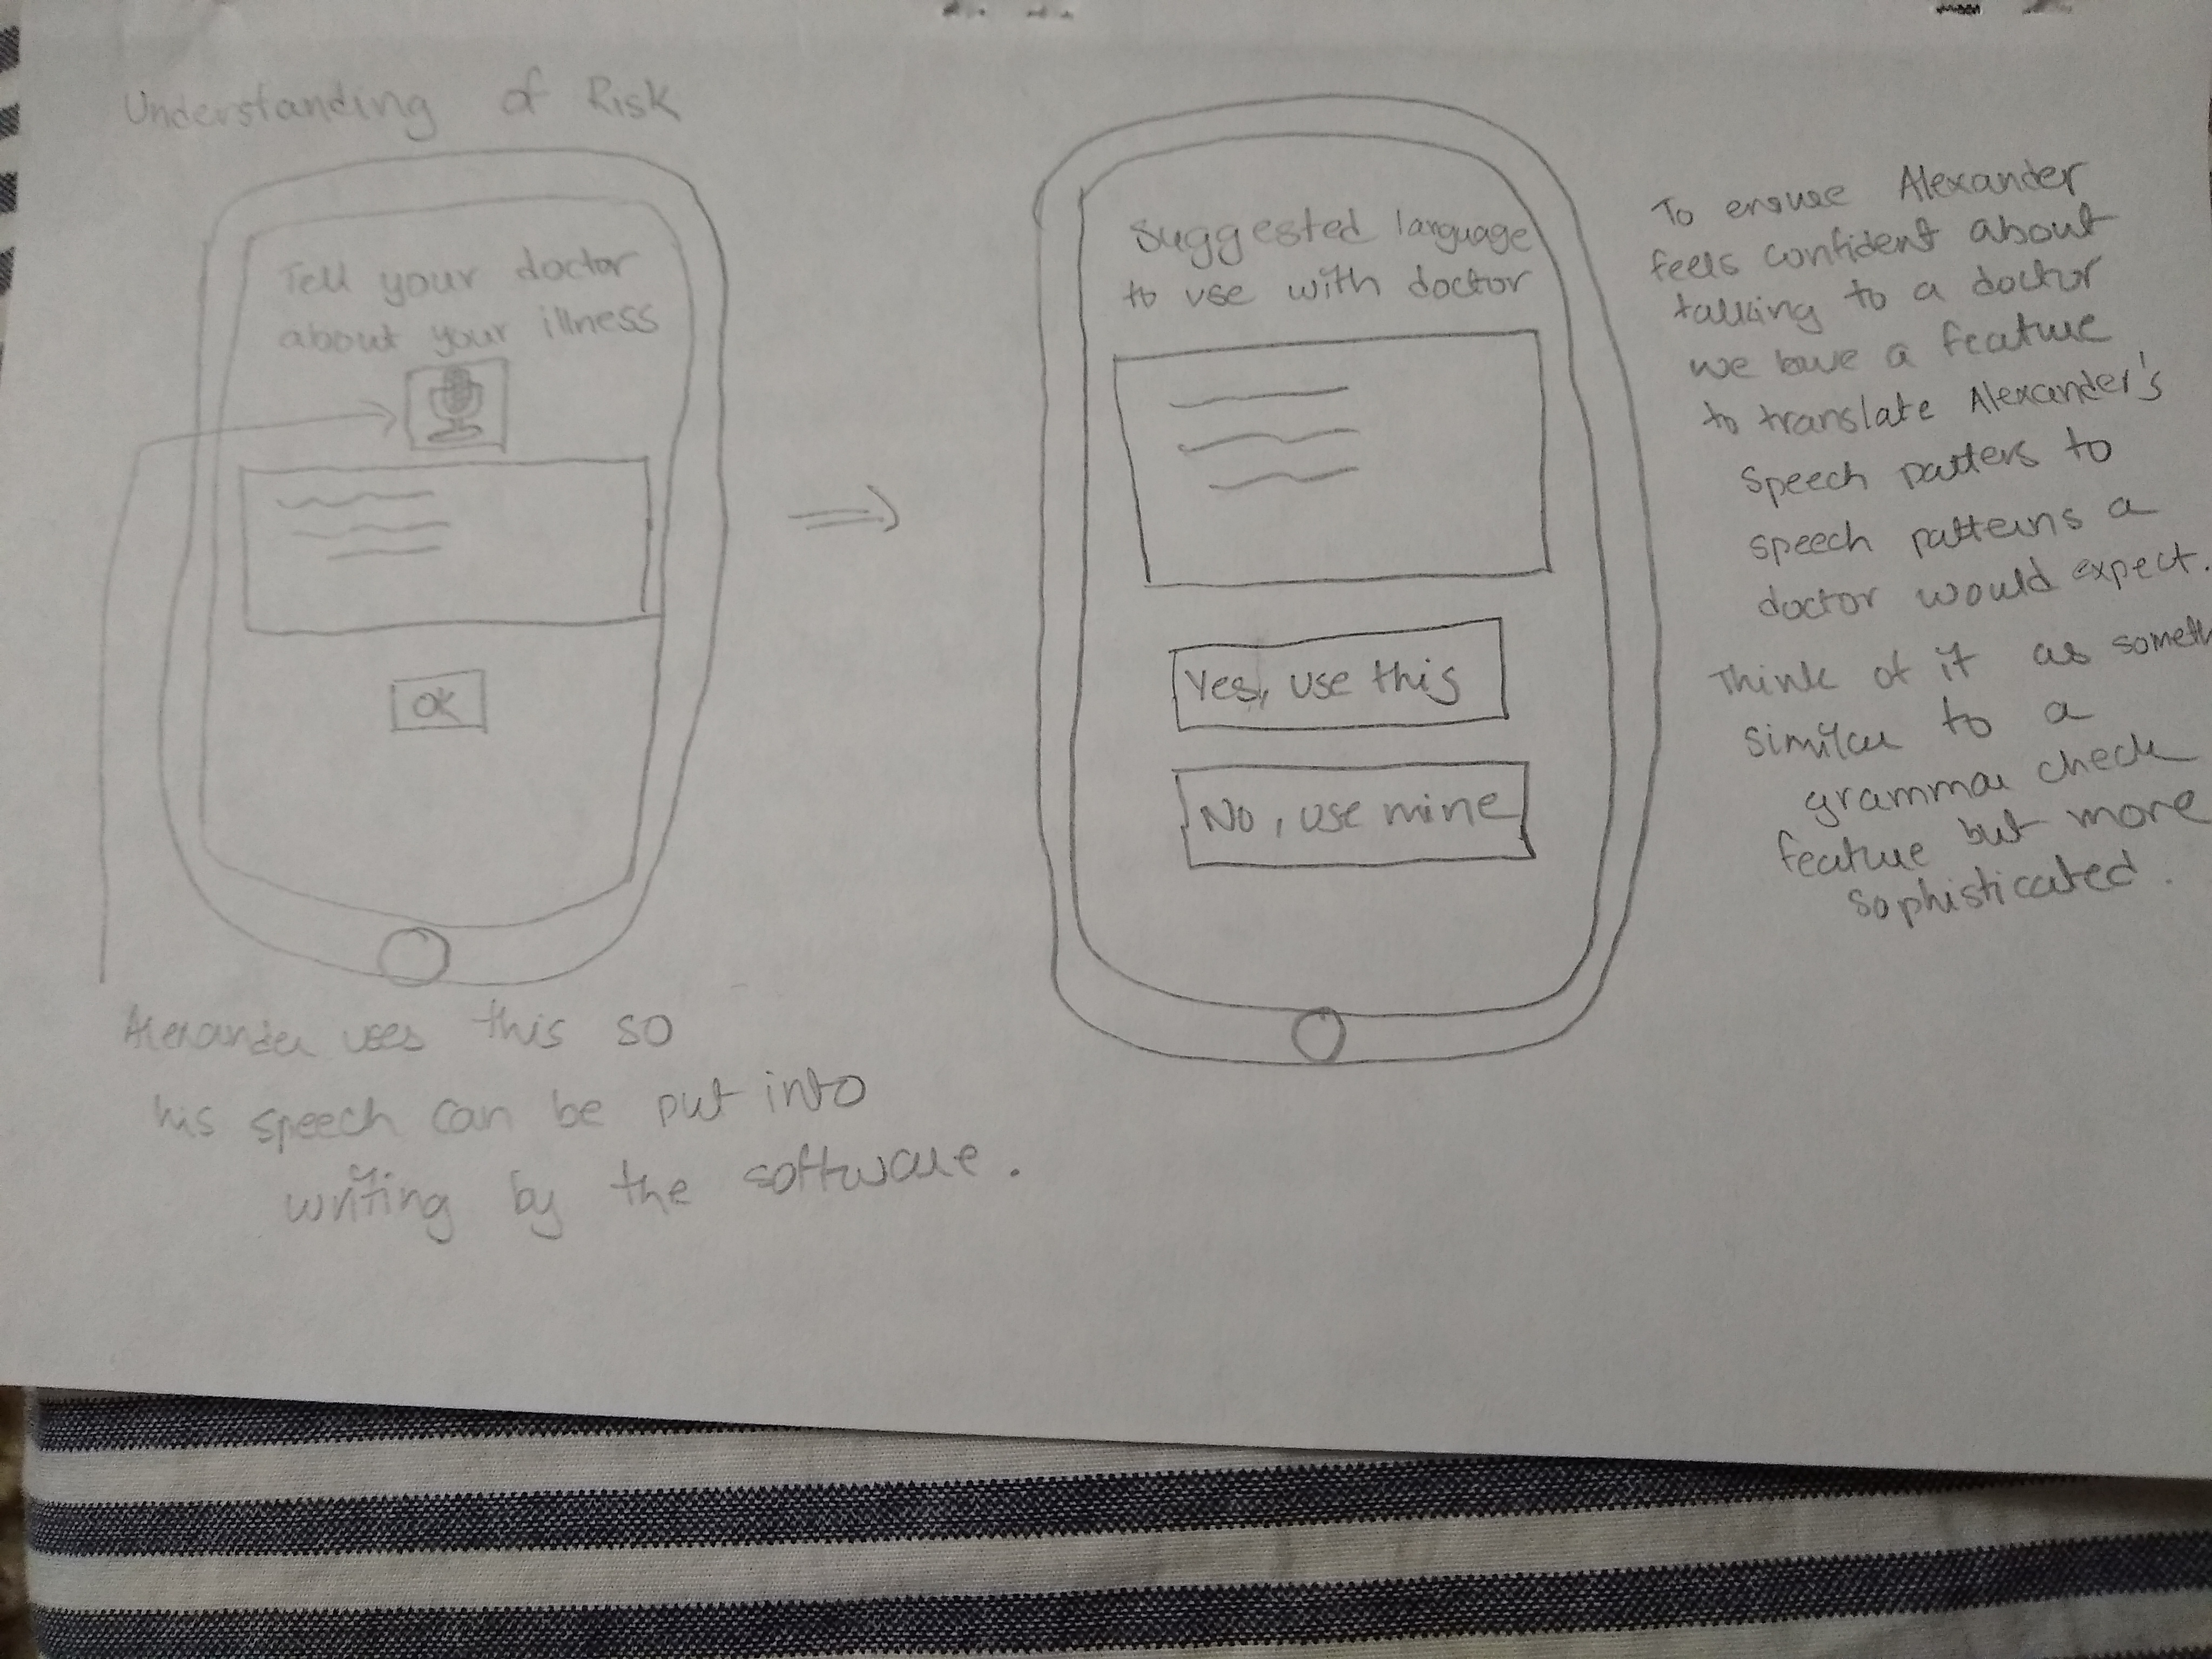 Understanding of Risk
Tell your doctor
about your illness
OK
Alexander uses this so
his speech can be put into
writing by the software.
Suggested language
to use with doctor
Yes, use this
No, use mine
To ensure Alexander
feels confident about
talking to a doctor
we have a feature
to translate Alexander's
speech patters to
speech patterns a
doctor would expect.
Think of it as someth
similar to a
grammar check
feature but more
sophisticated.